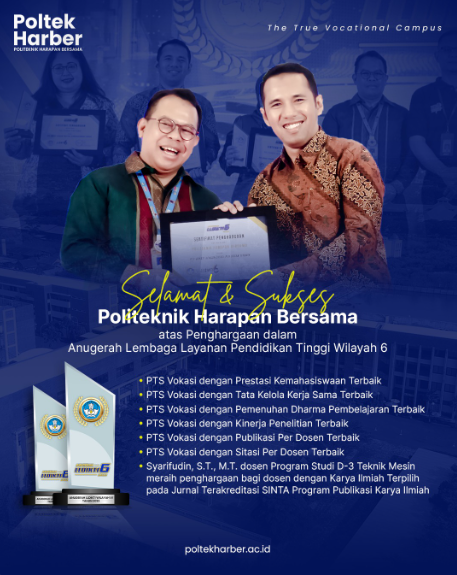 Poltek
Harber
POLITEKNIK HARAPAN BERSAMA
The True Vocational Campus
Selamat & Sukses
Politeknik Harapan Bersama
atas Penghargaan dalam
Anugerah Lembaga Layanan Pendidikan Tinggi Wilayah 6
• PTS Vokasi dengan Prestasi Kemahasiswaan Terbaik
• PTS Vokasi dengan Tata Kelola Kerja Sama Terbaik
• PTS Vokasi dengan Pemenuhan Dharma Pembelajaran Terbaik
• PTS Vokasi dengan Kinerja Penelitian Terbaik
• PTS Vokasi dengan Publikasi Per Dosen Terbaik
• PTS Vokasi dengan Sitasi Per Dosen Terbaik
• Syarifudin, S.T., M.T. dosen Program Studi D-3 Teknik Mesin
meraih penghargaan bagi dosen dengan Karya Ilmiah Terpilih
pada Jurnal Terakreditasi SINTA Program Publikasi Karya Ilmiah
poltekharber.ac.id